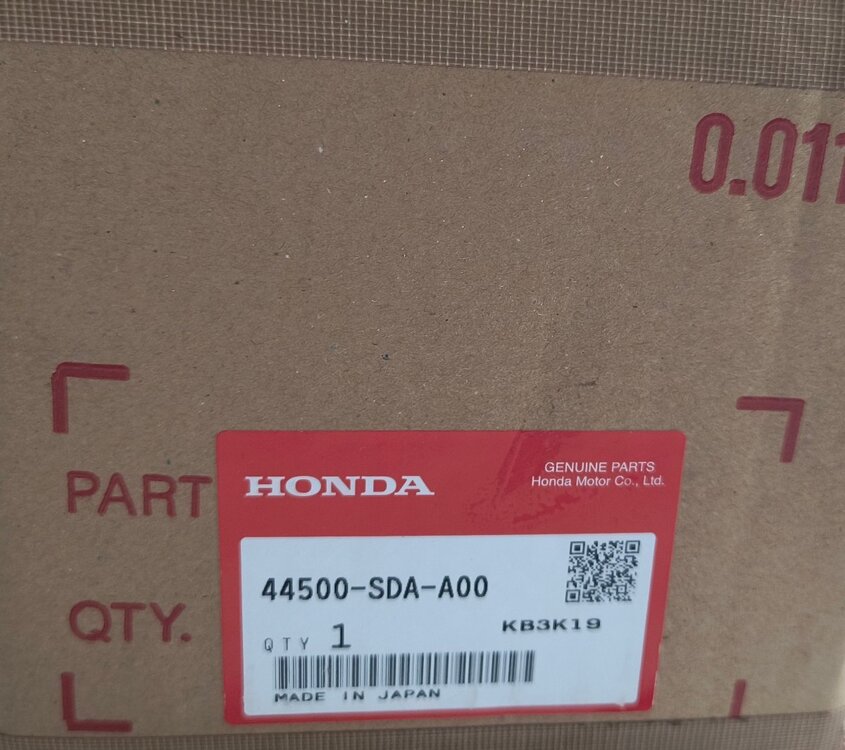 0.011
PART
QTY.
HONDA
GENUINE PARTS
Honda Motor Co., Ltd.
44500-SDA-A00
QTY 1
KB3K19
MADE IN JAPAN